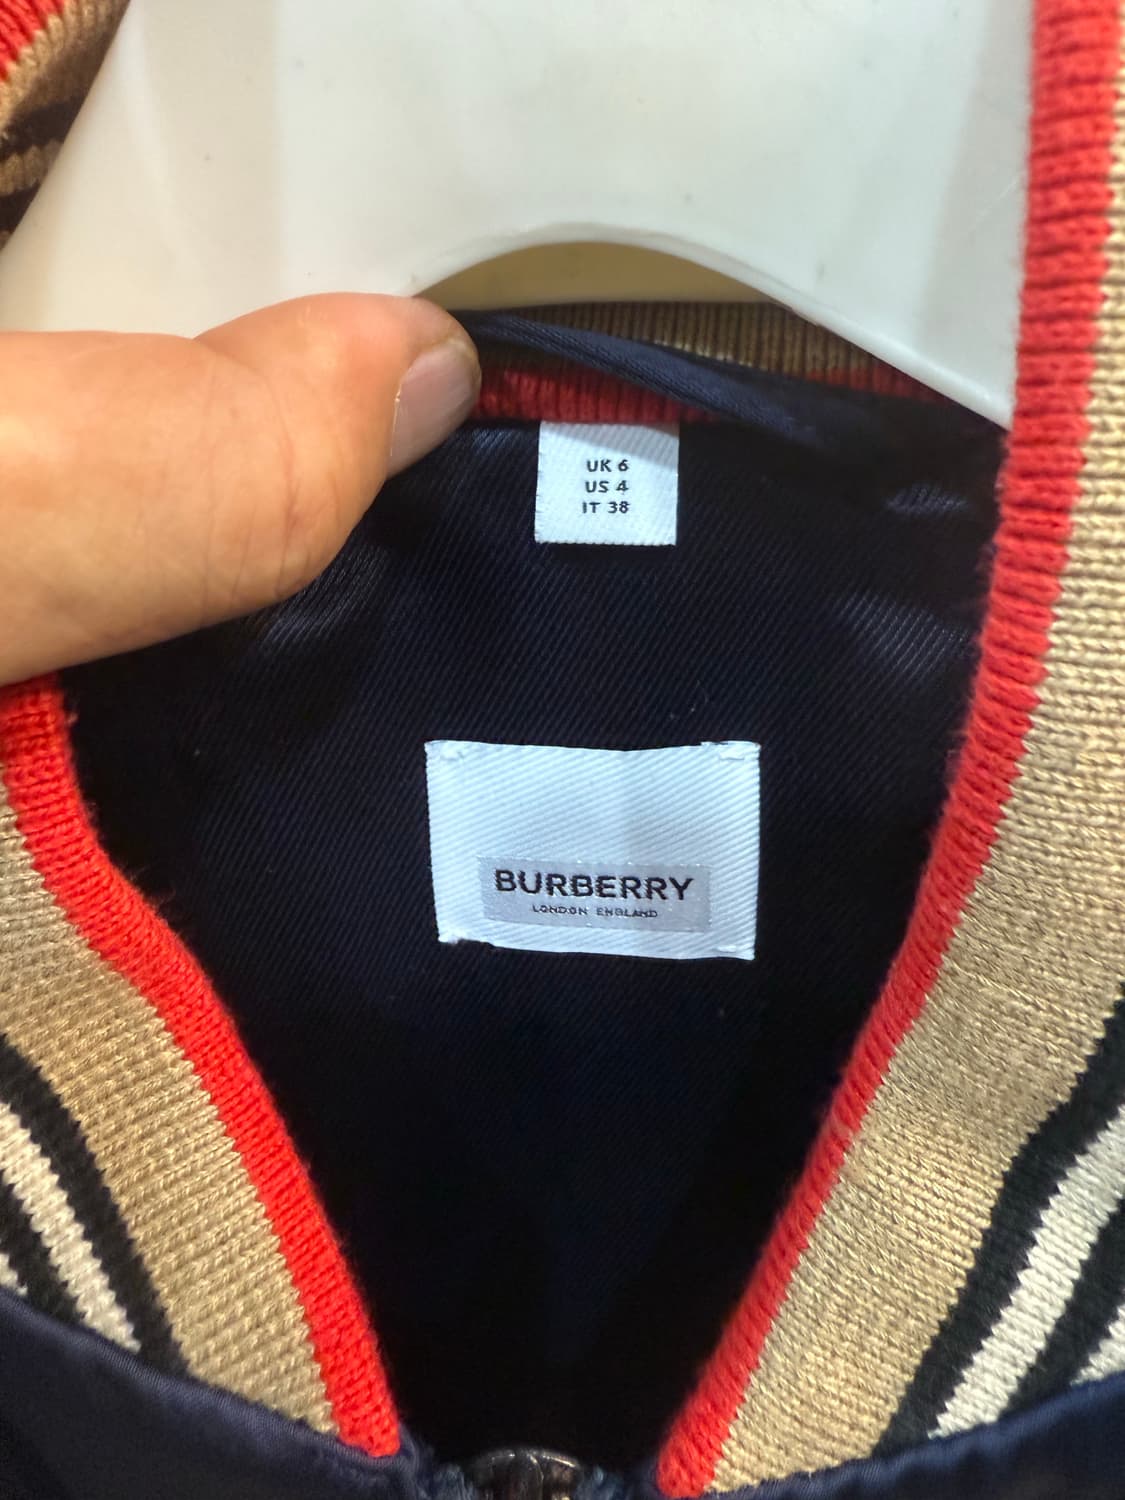 UK 6
US 4
IT 38
BURBERRY
LONDON ENGLAND